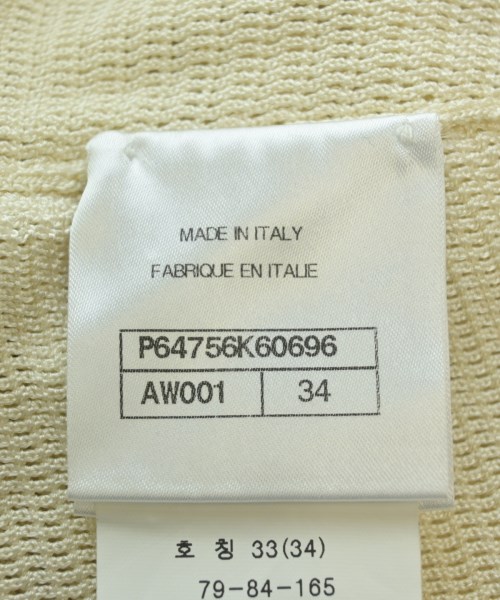 MADE IN ITALY
FABRIQUE EN ITALIE
P64756K60696
AW001 34
호 칭 33(34)
79-84-165